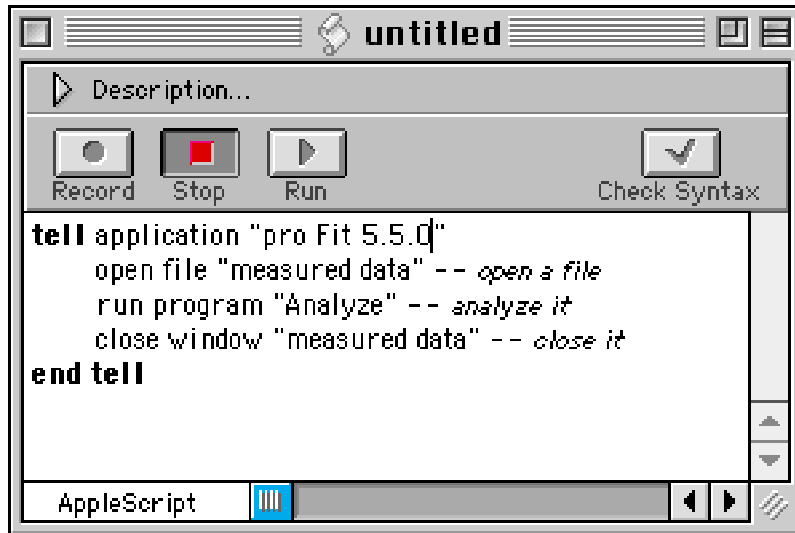 untitled
Description...
Record Stop Run Check Syntax
tell application "pro Fit 5.5.0"
open file "measured data" -- open a file
run program "Analyze" -- analyze it
close window "measured data" -- close it
end tell
AppleScript